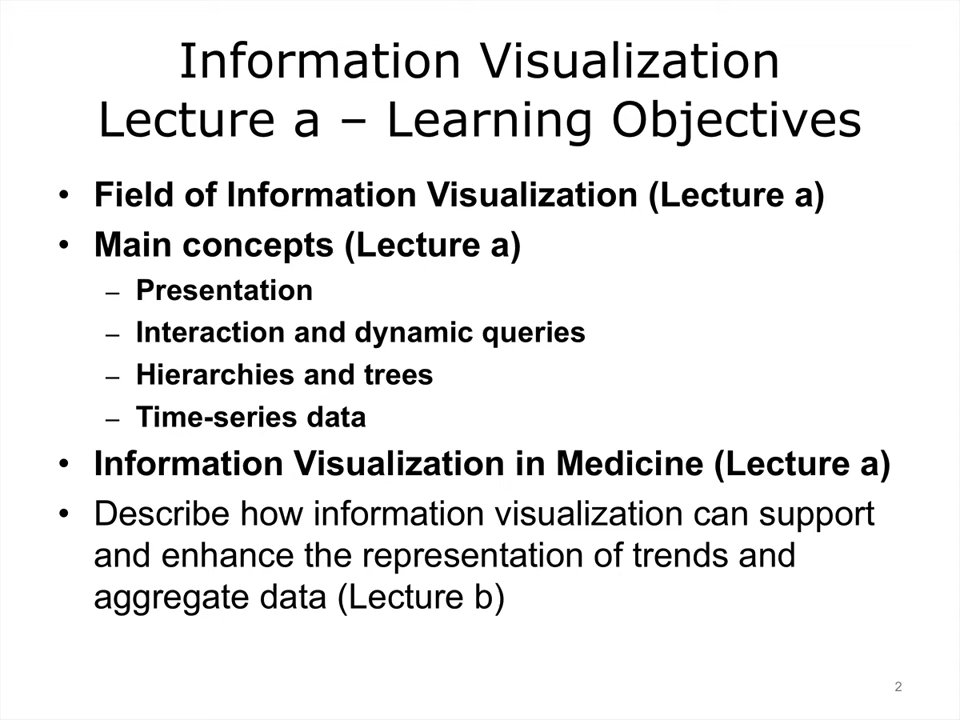 Information Visualization
Lecture a – Learning Objectives
• Field of Information Visualization (Lecture a)
• Main concepts (Lecture a)
– Presentation
– Interaction and dynamic queries
– Hierarchies and trees
– Time-series data
• Information Visualization in Medicine (Lecture a)
• Describe how information visualization can support
and enhance the representation of trends and
aggregate data (Lecture b)
2